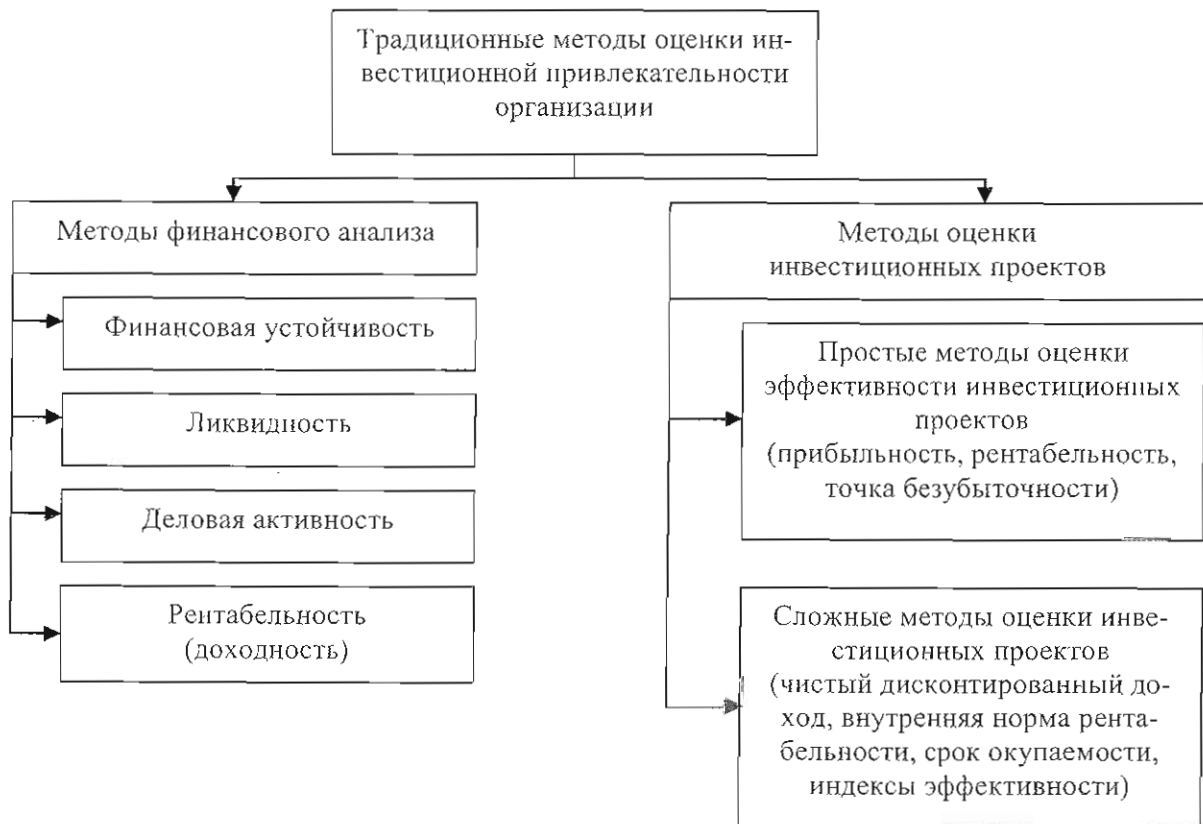 Традиционные методы оценки ин-
вестиционной привлекательности
организации
Методы финансового анализа
Финансовая устойчивость
Ликвидность
Деловая активность
Рентабельность
(доходность)
Методы оценки
инвестиционных проектов
Простые методы оценки
эффективности инвестиционных
проектов
(прибыльность, рентабельность,
точка безубыточности)
Сложные методы оценки инве-
стиционных проектов
(чистый дисконтированный до-
ход, внутренняя норма рента-
бельности, срок окупаемости,
индексы эффективности)